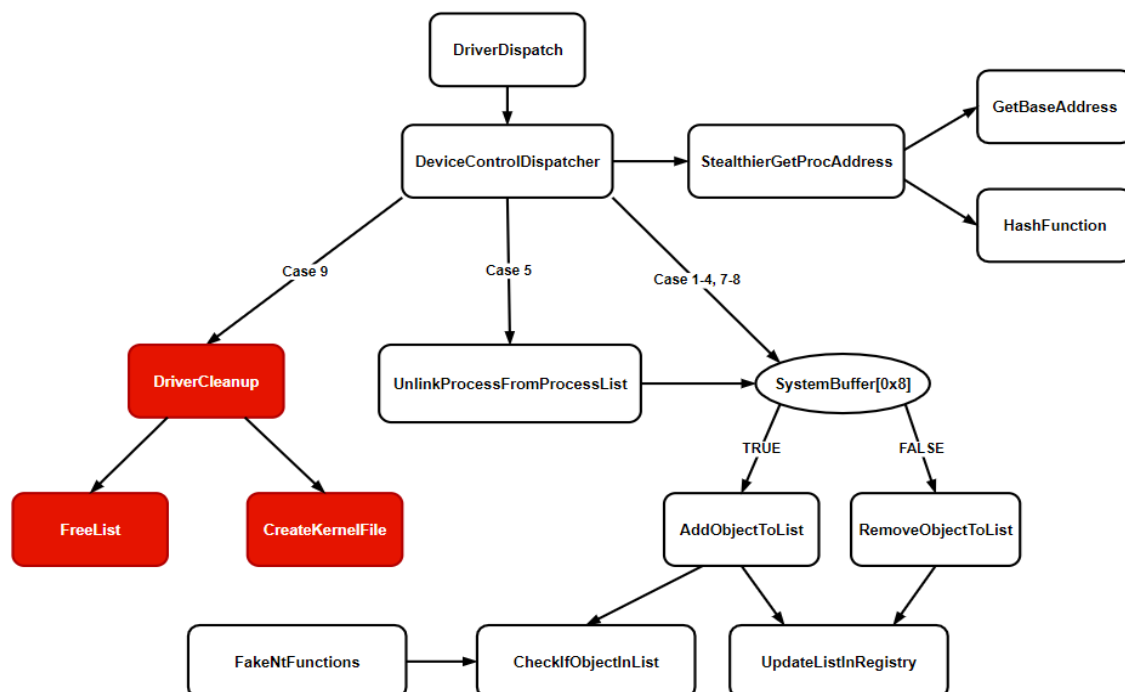 DriverDispatch
GetBaseAddress
DeviceControlDispatcher
StealthierGetProcAddress
HashFunction
Case 9
Case 5
Case 1-4, 7-8
DriverCleanup
UnlinkProcessFromProcessList
SystemBuffer[0x8]
TRUE
FALSE
FreeList
CreateKernelFile
AddObjectToList
RemoveObjectToList
FakeNtFunctions
CheckIfObjectInList
UpdateListInRegistry